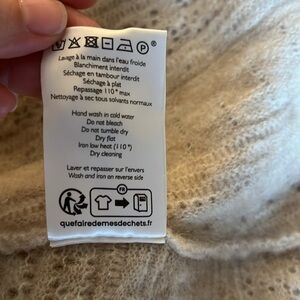 P
Lavage à la main dans l'eau froide
Blanchiment interdit
Séchage en tambour interdit
Séchage à plat
Repassage 110° max
Nettoyage à sec tous solvants normaux
Hand wash in cold water
Do not bleach
Do not tumble dry
Dry flat
Iron low heat (110°)
Dry cleaning
Laver et repasser sur l'envers
Wash and iron on reverse side
FR
quefairedemesdechets.fr